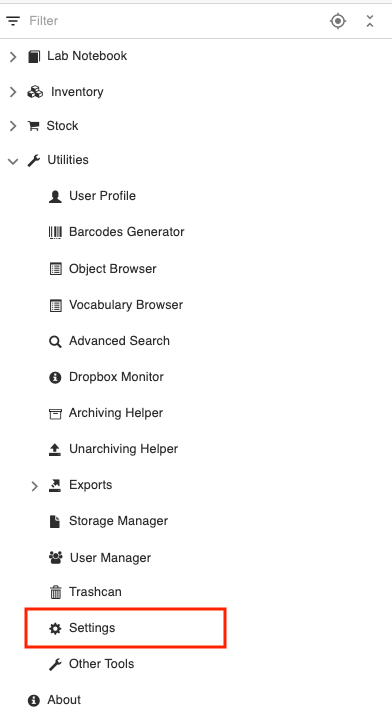 Filter
Lab Notebook
Inventory
Stock
Utilities
User Profile
Barcodes Generator
Object Browser
Vocabulary Browser
Advanced Search
Dropbox Monitor
Archiving Helper
Unarchiving Helper
Exports
Storage Manager
User Manager
Trashcan
Settings
Other Tools
About